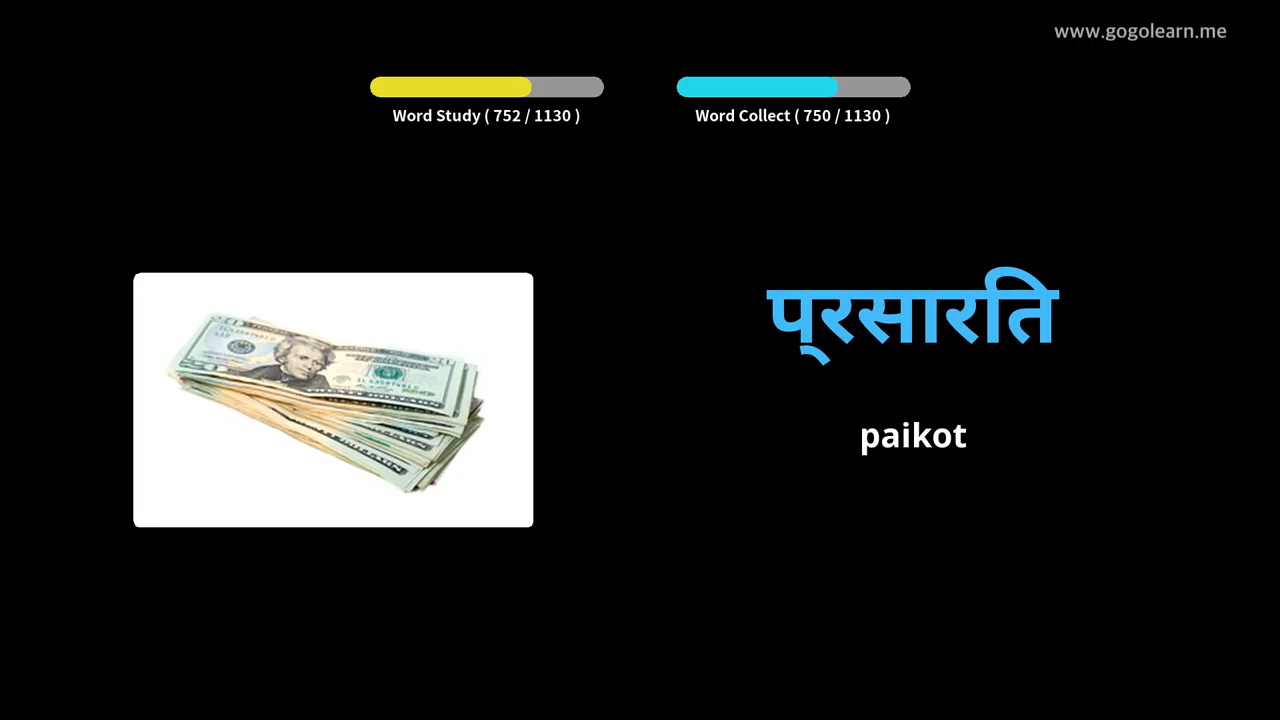 www.gogolearn.me
Word Study ( 752 / 1130 )
Word Collect ( 750 / 1130 )
प्‌रसारति
paikot